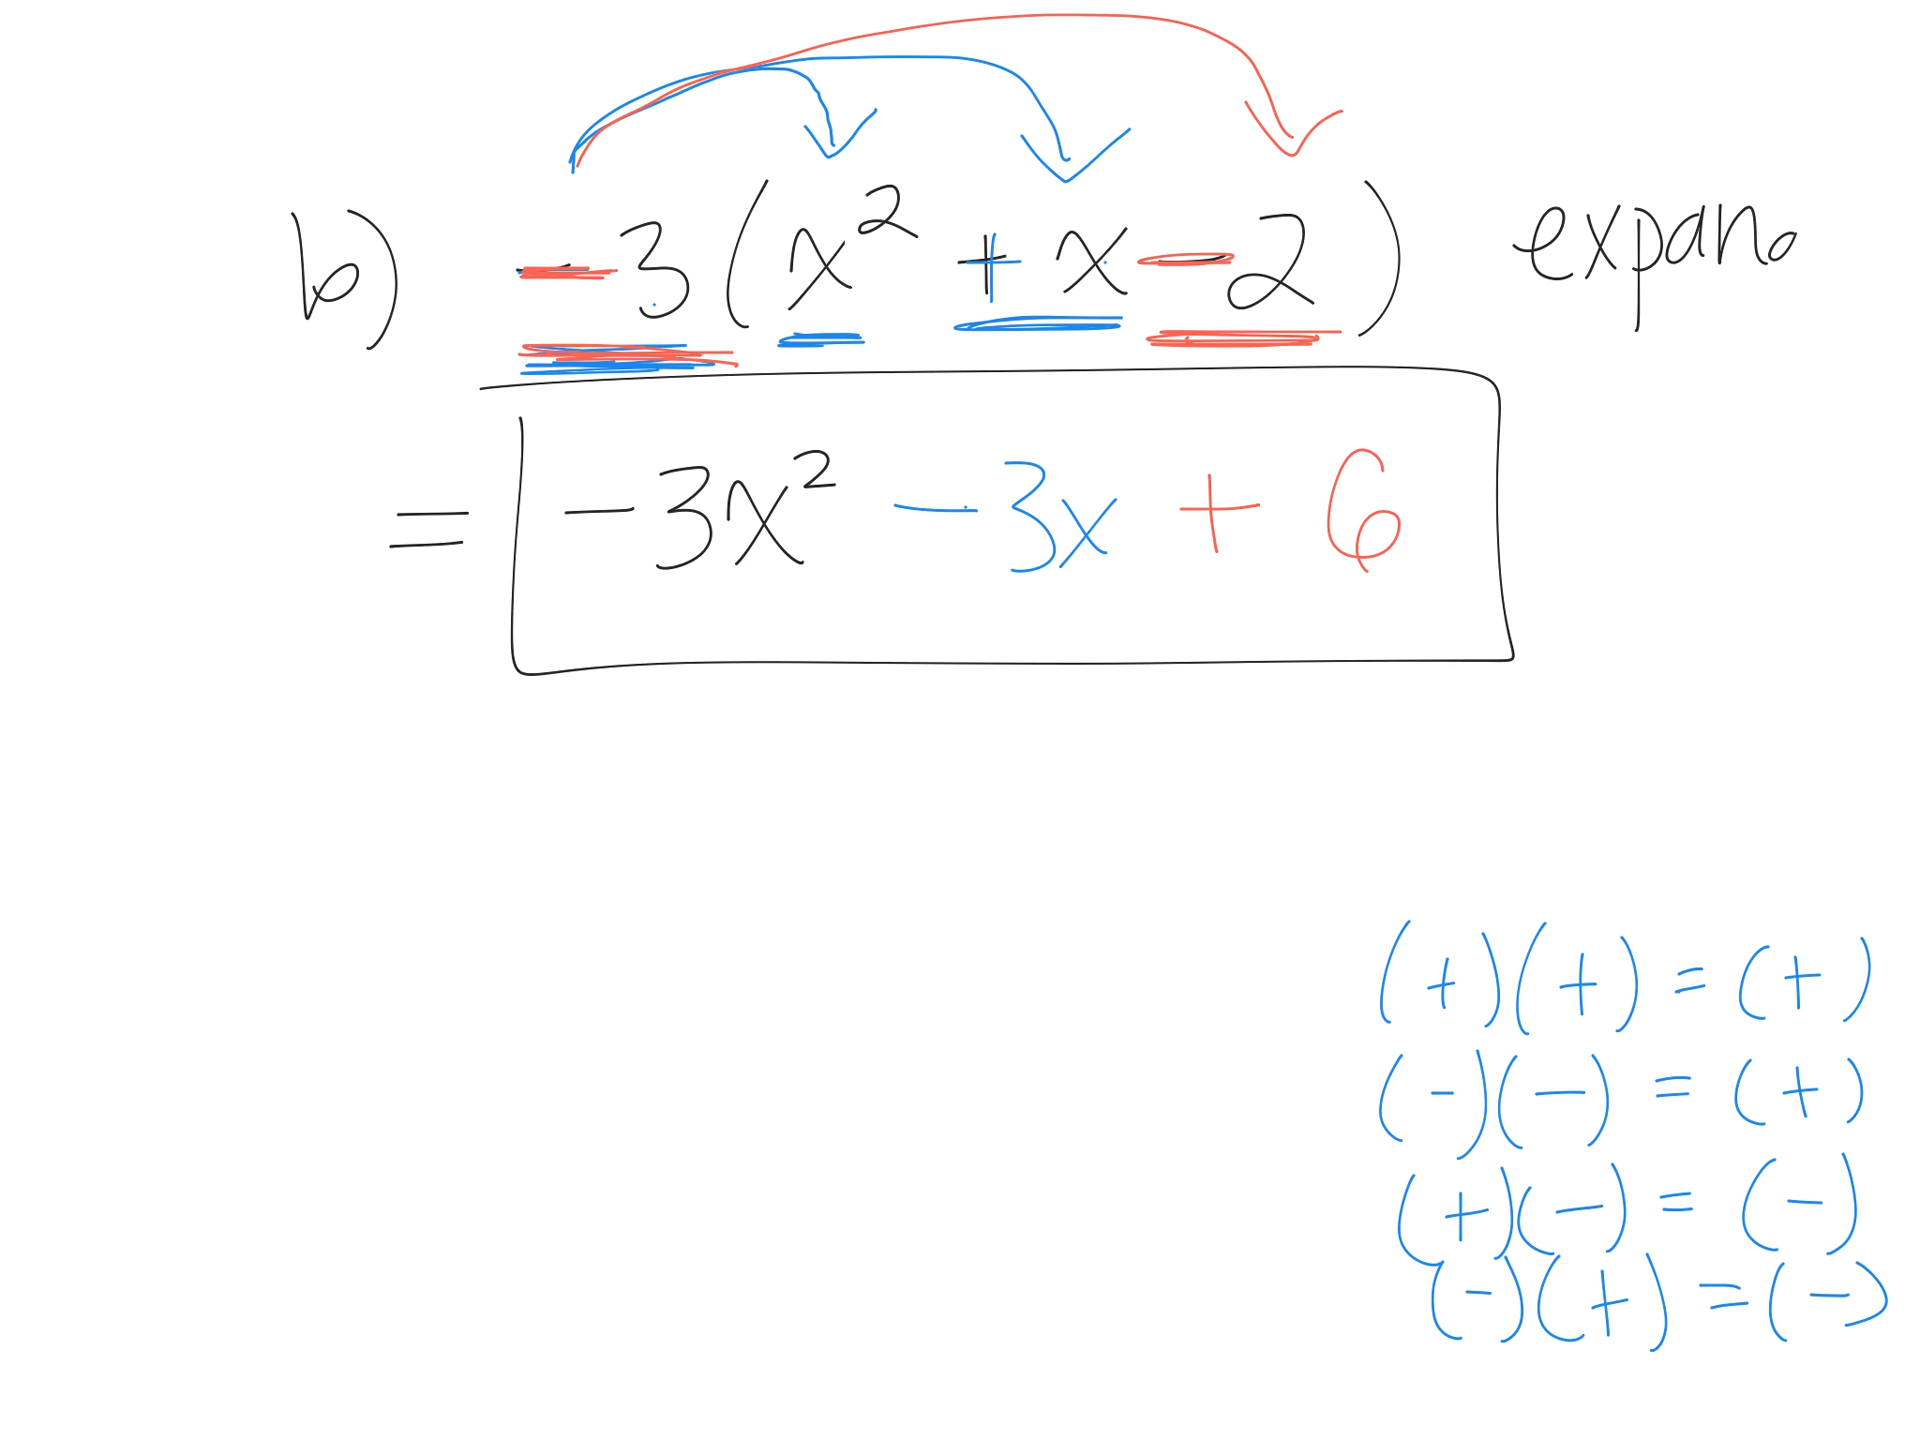 b) -3(x² + x - 2) expand
= -3x² - 3x + 6
(+)(+) = (+)
(-)(-) = (+)
(+)(-) = (-)
(-)(+) = (-)